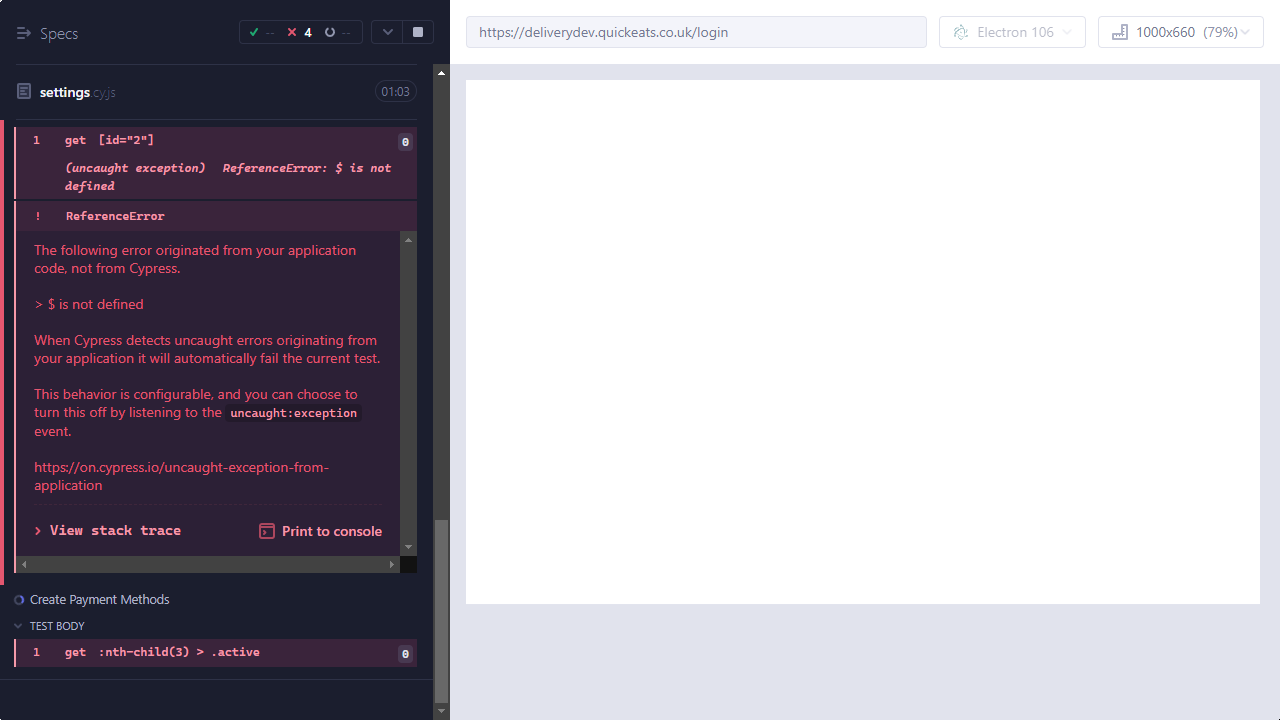 Specs
-- 4 --
https://deliverydev.quickeats.co.uk/login
Electron 106
1000x660 (79%)
settings.cy.js
01:03
1 get [id="2"] 0
(uncaught exception) ReferenceError: $ is not
defined
! ReferenceError
The following error originated from your application
code, not from Cypress.
> $ is not defined
When Cypress detects uncaught errors originating from
your application it will automatically fail the current test.
This behavior is configurable, and you can choose to
turn this off by listening to the uncaught:exception
event.
https://on.cypress.io/uncaught-exception-from-
application
View stack trace
Print to console
Create Payment Methods
TEST BODY
1 get :nth-child(3) > .active 0